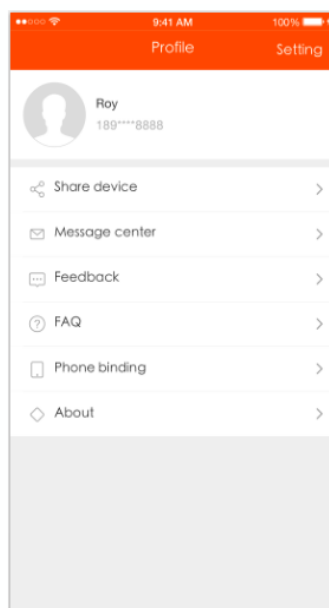 9:41 AM 100%
Profile Setting
Roy
189****8888
Share device
Message center
Feedback
FAQ
Phone binding
About